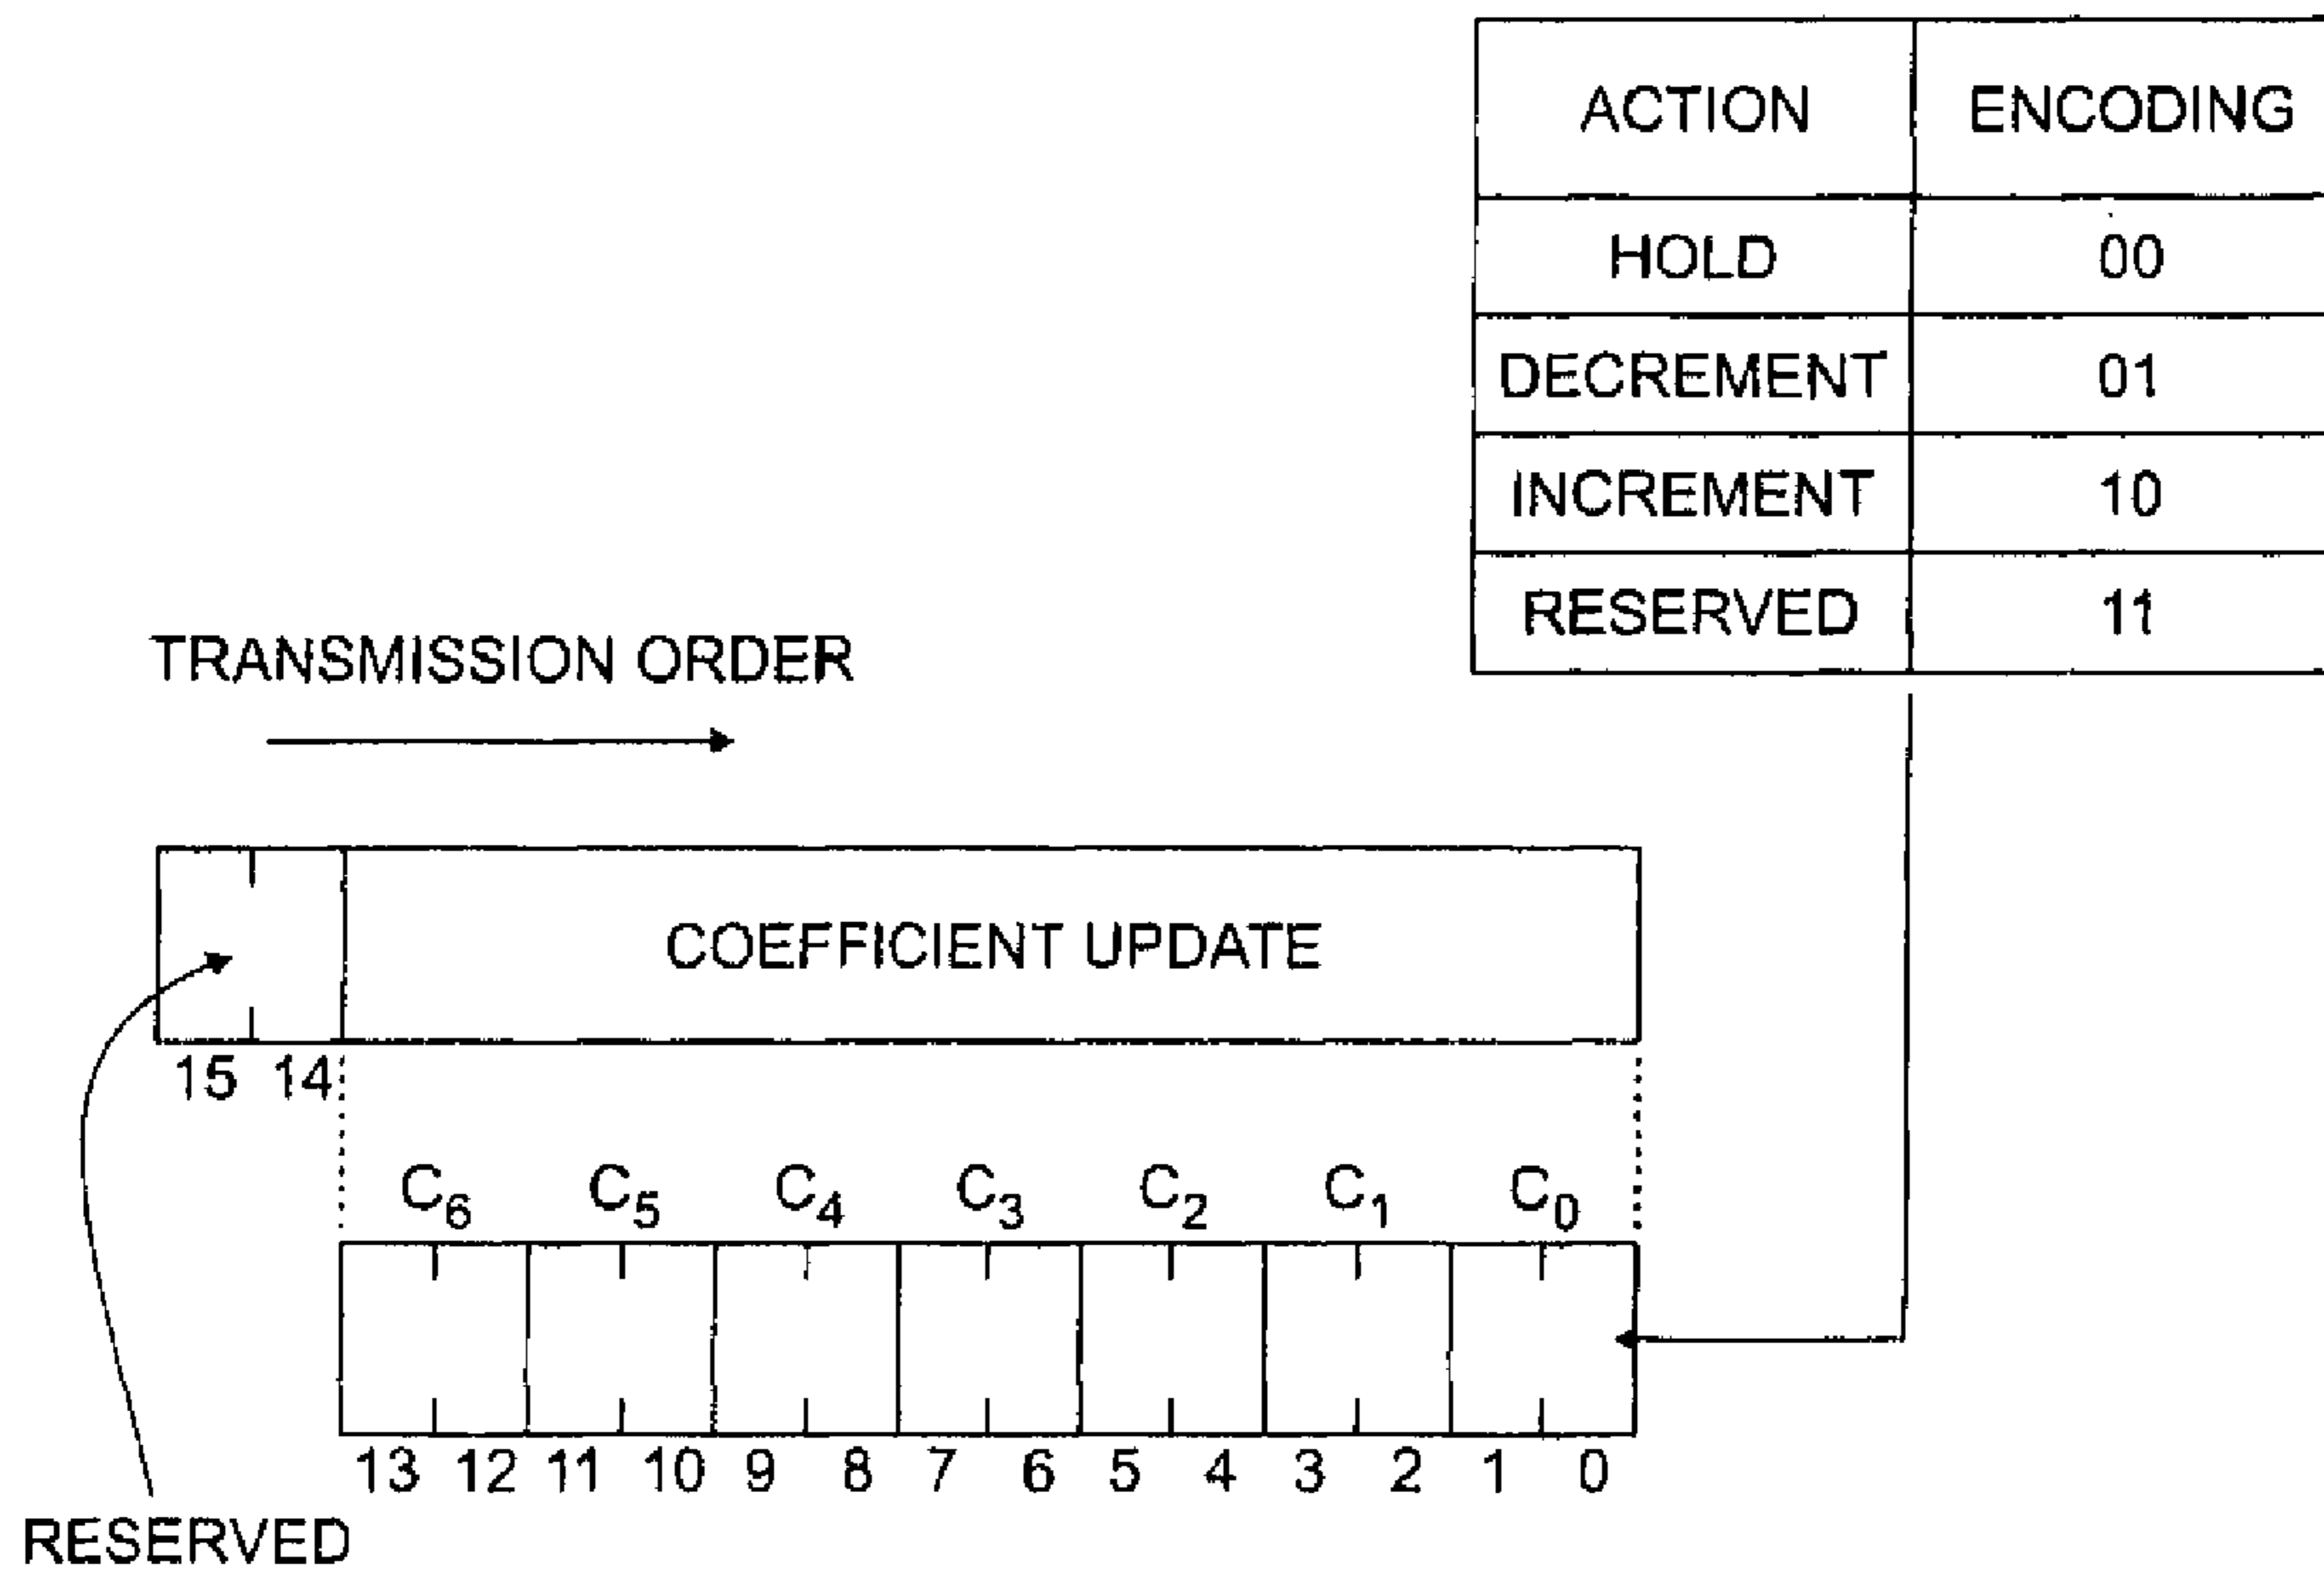 ACTION ENCODING
HOLD 00
DECREMENT 01
INCREMENT 10
RESERVED 11
TRANSMISSION ORDER
COEFFICIENT UPDATE
15 14
C6 C5 C4 C3 C2 C1 C0
13 12 11 10 9 8 7 6 5 4 3 2 1 0
RESERVED